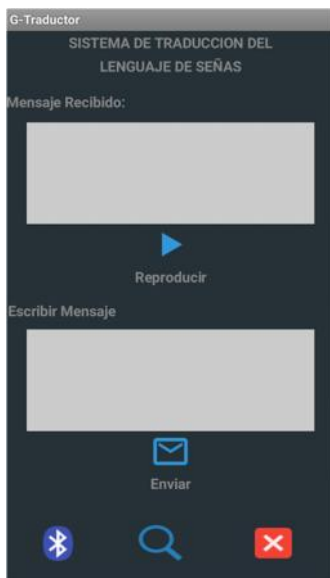 G-Traductor
SISTEMA DE TRADUCCION DEL
LENGUAJE DE SEÑAS
Mensaje Recibido:
Reproducir
Escribir Mensaje
Enviar